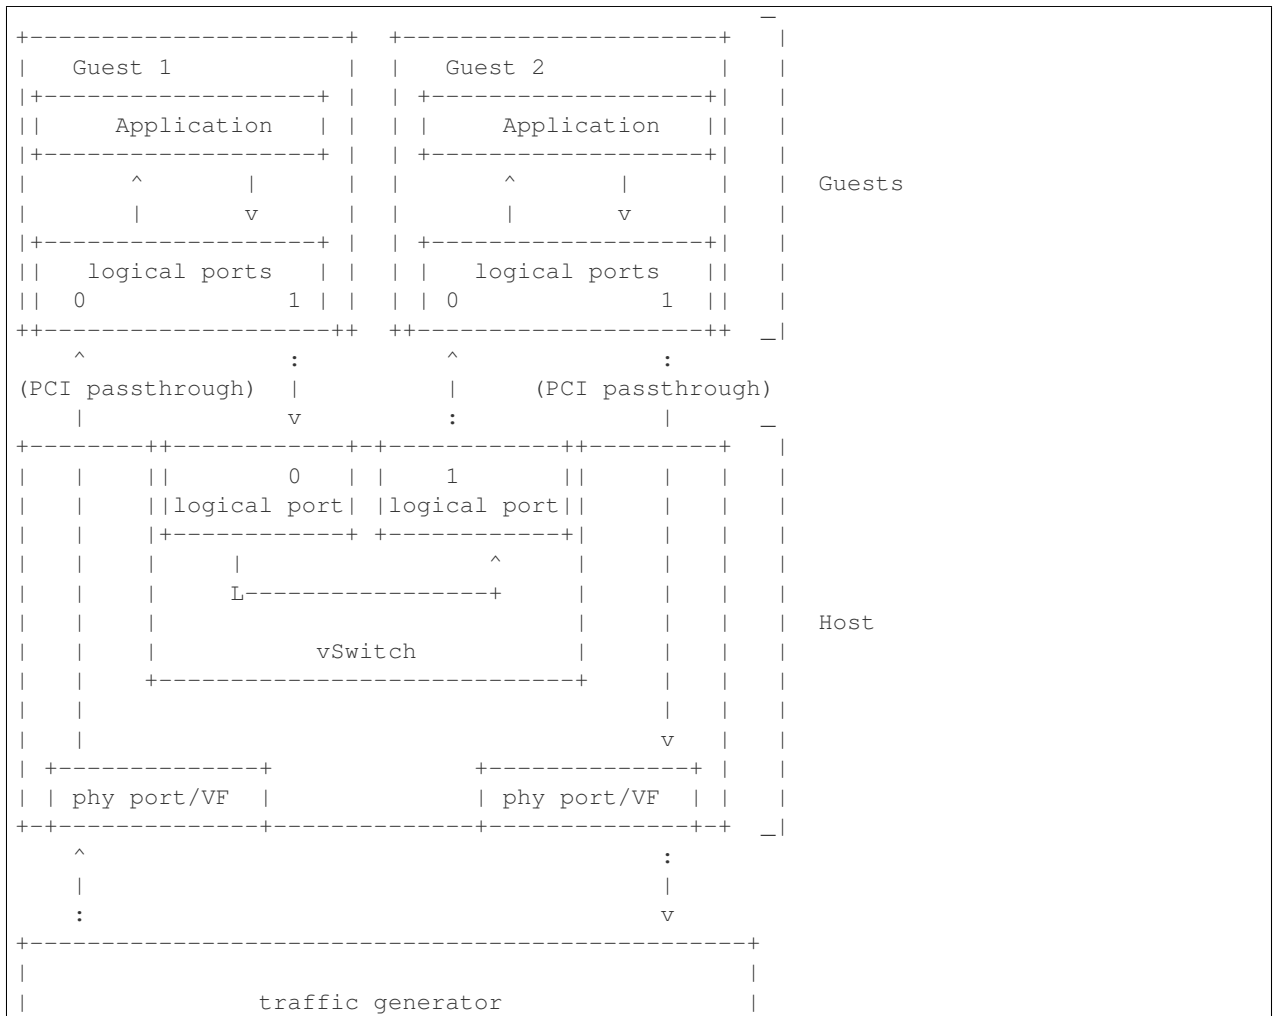 _
+----------------------+  +----------------------+   |
|   Guest 1            |  |   Guest 2            |   |
|+-------------------+ |  | +-------------------+|   |
||     Application   | |  | |     Application   ||   |
|+-------------------+ |  | +-------------------+|   |
|       ^       |      |  |       ^       |      |   |  Guests
|       |       v      |  |       |       v      |   |
|+-------------------+ |  | +-------------------+|   |
||   logical ports   | |  | |   logical ports   ||   |
||  0              1 | |  | | 0              1  ||   |
++--------------------++  ++--------------------++  _|
    ^              :          ^              :
(PCI passthrough)  |          |     (PCI passthrough)
    |              v          :              |      _
+--------++------------+-+------------++---------+   |
|   |    ||        0   | |    1       ||     |   |   |
|   |    ||logical port| |logical port||     |   |   |
|   |    |+------------+ +------------+|     |   |   |
|   |    |     |                 ^     |     |   |   |
|   |    |     L-----------------+     |     |   |   |
|   |    |                             |     |   |   |  Host
|   |    |           vSwitch           |     |   |   |
|   |    +-----------------------------+     |   |   |
|   |                                        |   |   |
|   |                                        v   |   |
| +--------------+              +--------------+ |   |
| | phy port/VF  |              | phy port/VF  | |   |
+-+--------------+--------------+--------------+-+  _|
    ^                                        :
    |                                        |
    :                                        v
+--------------------------------------------------+
|                                                  |
|                traffic generator                 |